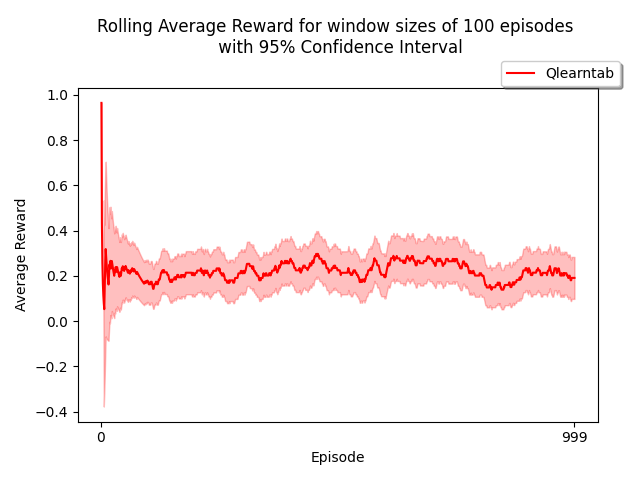 Rolling Average Reward for window sizes of 100 episodes
with 95% Confidence Interval
Qlearntab
1.0
0.8
0.6
0.4
0.2
0.0
−0.2
−0.4
Average Reward
0
999
Episode